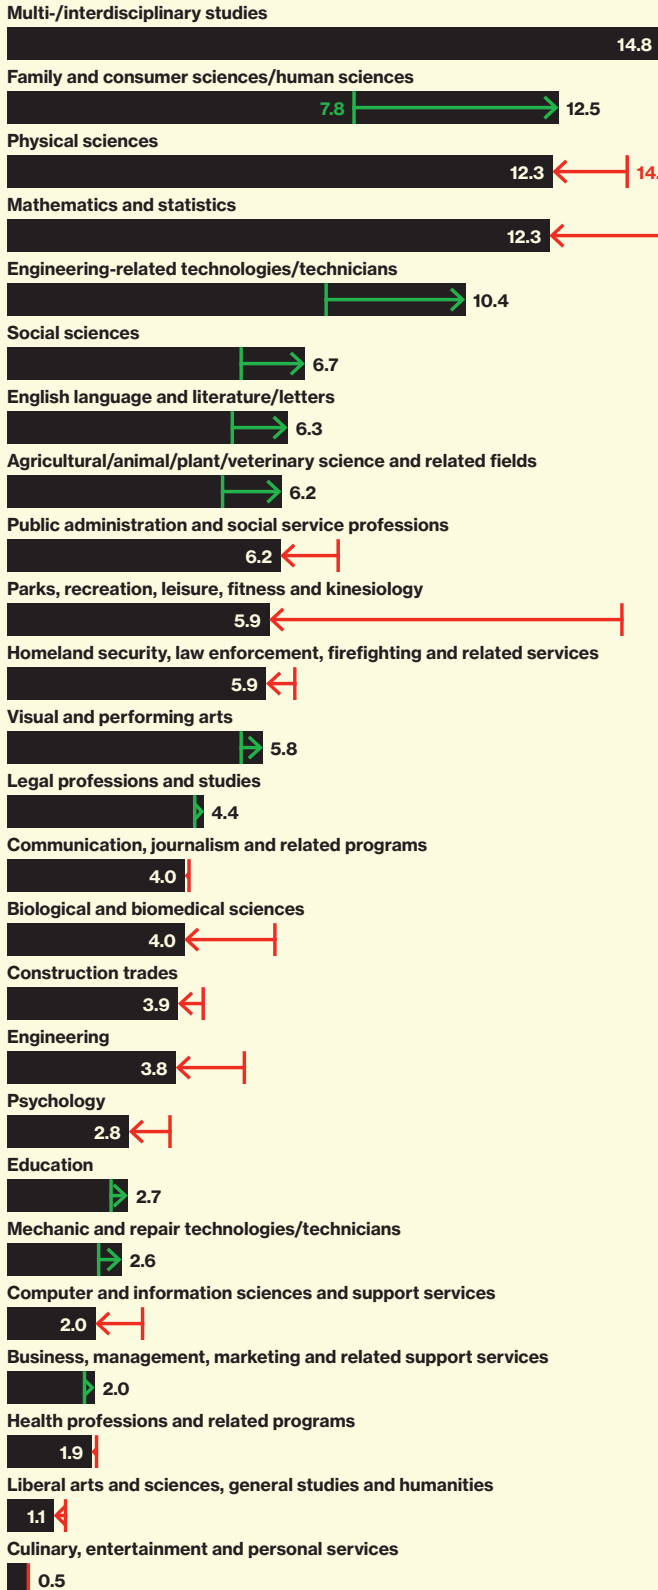 Multi-/interdisciplinary studies
14.8
Family and consumer sciences/human sciences
7.8 12.5
Physical sciences
12.3 14.
Mathematics and statistics
12.3
Engineering-related technologies/technicians
10.4
Social sciences
6.7
English language and literature/letters
6.3
Agricultural/animal/plant/veterinary science and related fields
6.2
Public administration and social service professions
6.2
Parks, recreation, leisure, fitness and kinesiology
5.9
Homeland security, law enforcement, firefighting and related services
5.9
Visual and performing arts
5.8
Legal professions and studies
4.4
Communication, journalism and related programs
4.0
Biological and biomedical sciences
4.0
Construction trades
3.9
Engineering
3.8
Psychology
2.8
Education
2.7
Mechanic and repair technologies/technicians
2.6
Computer and information sciences and support services
2.0
Business, management, marketing and related support services
2.0
Health professions and related programs
1.9
Liberal arts and sciences, general studies and humanities
1.1
Culinary, entertainment and personal services
0.5